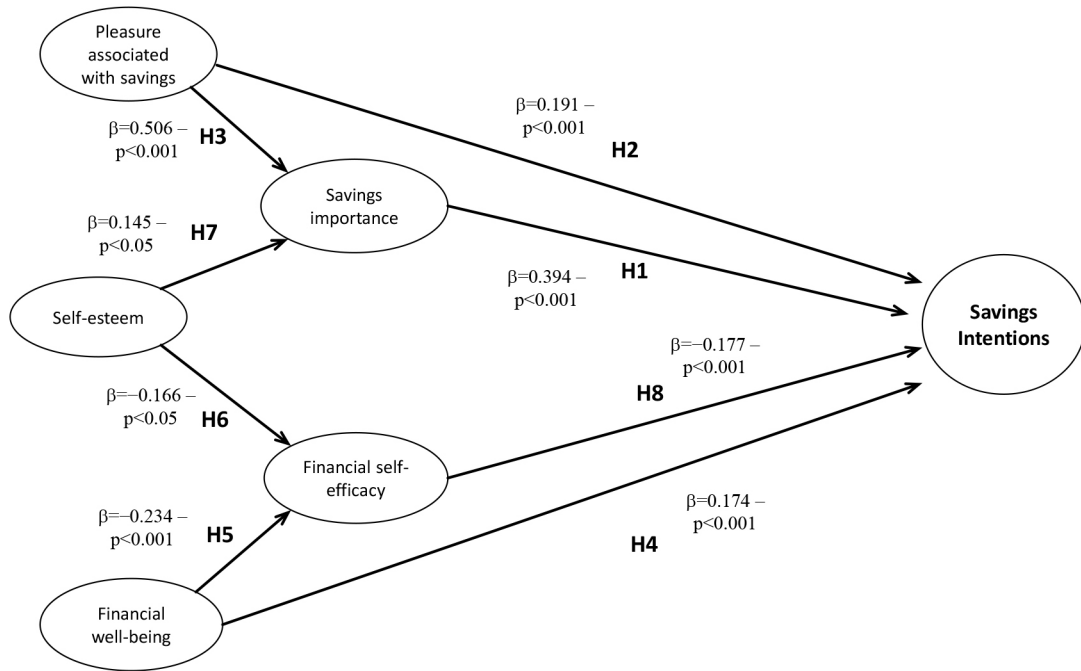 Pleasure
associated
with savings
β=0.191 –
p<0.001
H2
β=0.506 –
p<0.001
H3
Savings
importance
β=0.145 –
p<0.05
H7
β=0.394 –
p<0.001
H1
Self-esteem
Savings
Intentions
β=−0.177 –
p<0.001
H8
β=−0.166 –
p<0.05
H6
Financial self-
efficacy
β=−0.234 –
p<0.001
H5
β=0.174 –
p<0.001
H4
Financial
well-being